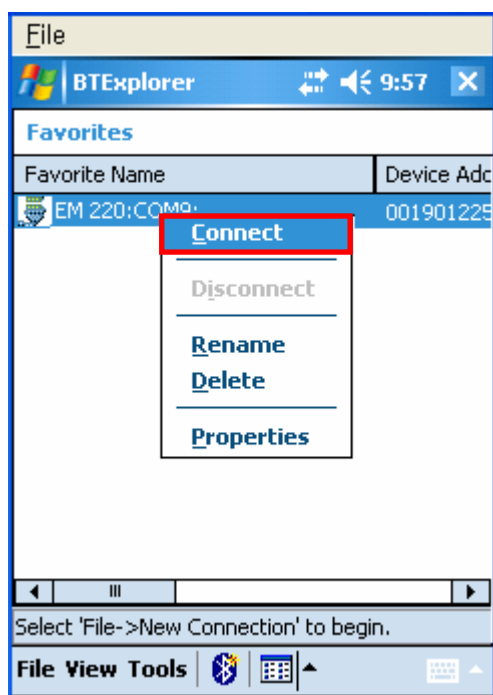 File
BTExplorer 9:57
Favorites
Favorite Name Device Adc
EM 220:COM9: 001901225
Connect
Disconnect
Rename
Delete
Properties
Select 'File->New Connection' to begin.
File View Tools